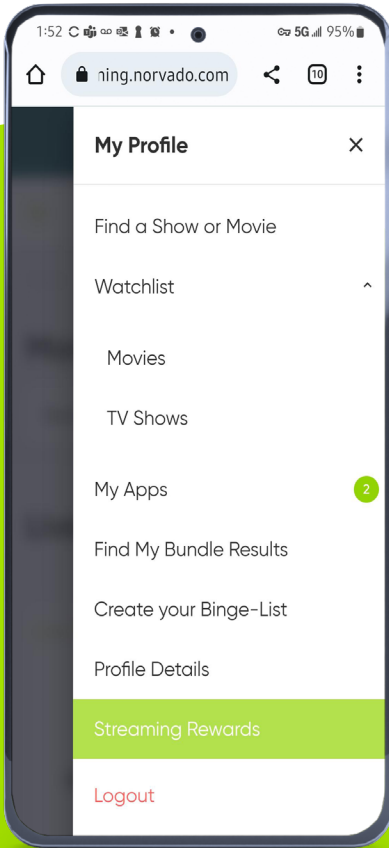 1:52
5G 95%
ning.norvado.com
10
My Profile
Find a Show or Movie
Watchlist
Movies
TV Shows
My Apps
2
Find My Bundle Results
Create your Binge-List
Profile Details
Streaming Rewards
Logout